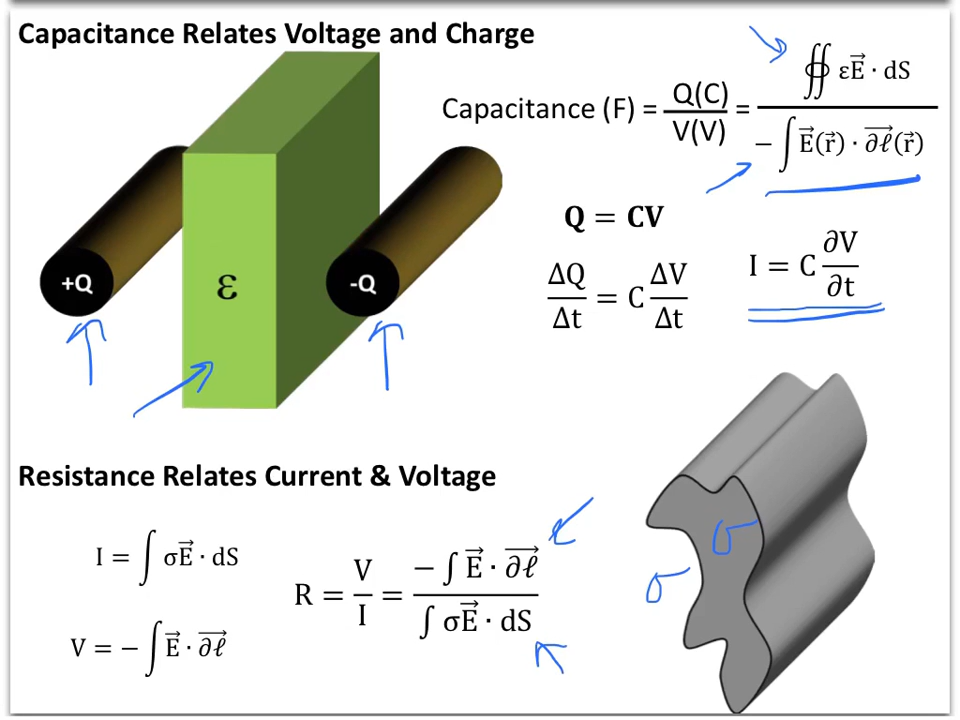 Capacitance Relates Voltage and Charge
Capacitance (F) = Q(C)/V(V) = ∯ εE⃗ · dS / − ∫ E⃗(r⃗) · ∂ℓ⃗(r⃗)
+Q
ε
-Q
Q = CV
ΔQ/Δt = C ΔV/Δt
I = C ∂V/∂t
Resistance Relates Current & Voltage
I = ∫ σE⃗ · dS
V = − ∫ E⃗ · ∂ℓ⃗
R = V/I = − ∫ E⃗ · ∂ℓ⃗ / ∫ σE⃗ · dS
σ
σ